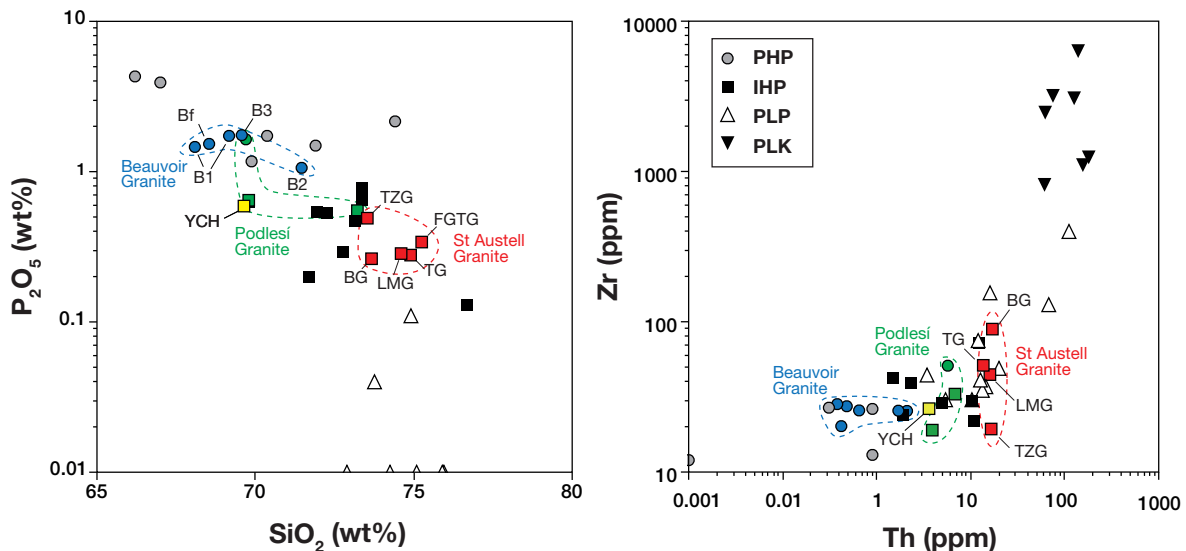 10
1
0.1
0.01
P2O5 (wt%)
65
70
75
80
SiO2 (wt%)
Bf
B3
Beauvoir
Granite
B1
B2
YCH
Podlesí
Granite
TZG
FGTG
St Austell
Granite
BG
LMG
TG
10000
1000
100
10
Zr (ppm)
0.001
0.01
0.1
1
10
100
1000
Th (ppm)
PHP
IHP
PLP
PLK
BG
Podlesí
Granite
TG
St Austell
Granite
Beauvoir
Granite
LMG
YCH
TZG